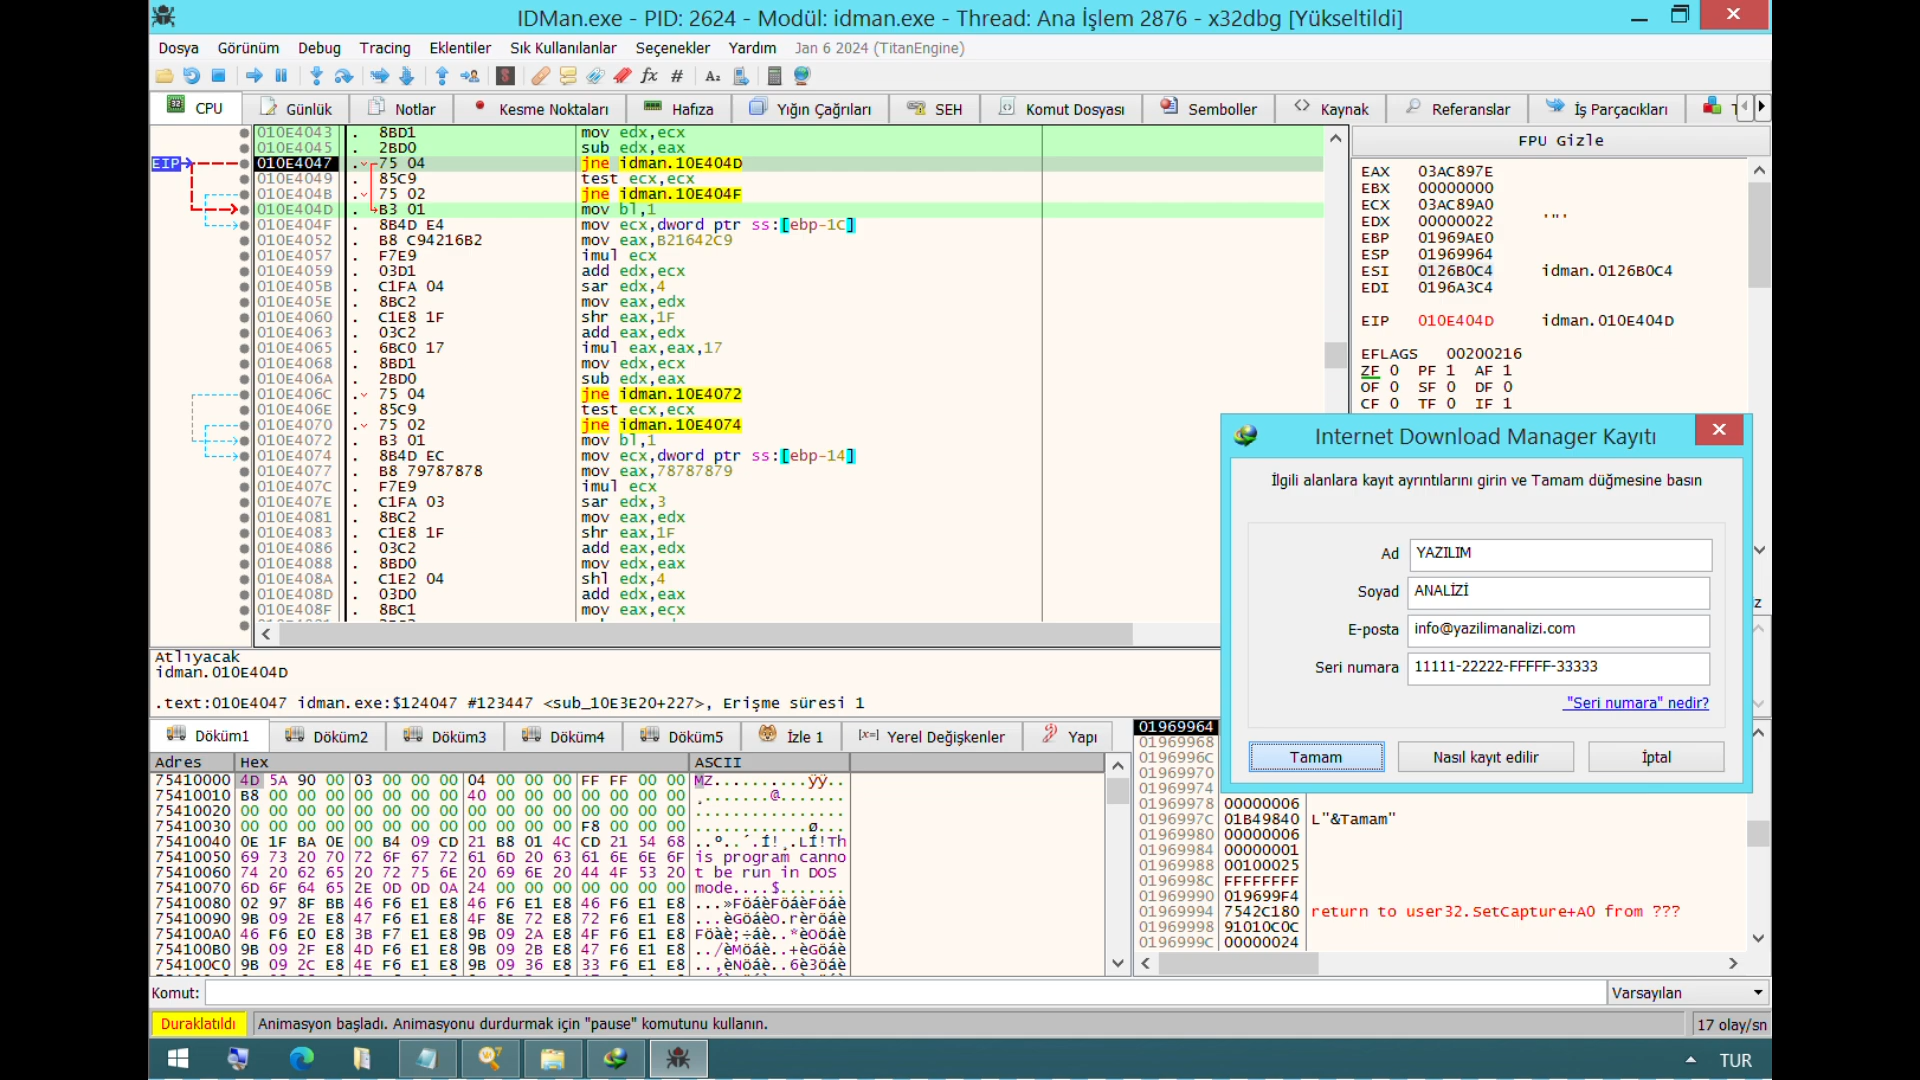 IDMan.exe - PID: 2624 - Modül: idman.exe - Thread: Ana İşlem 2876 - x32dbg [Yükseltildi]
Dosya Görünüm Debug Tracing Eklentiler Sık Kullanılanlar Seçenekler Yardım Jan 6 2024 (TitanEngine)
CPU Günlük Notlar Kesme Noktaları Hafıza Yığın Çağrıları SEH Komut Dosyası Semboller Kaynak Referanslar İş Parçacıkları
010E4043 . 8BD1 mov edx,ecx
010E4045 . 2BD0 sub edx,eax
EIP 010E4047 . 75 04 jne idman.10E404D
010E4049 . 85C9 test ecx,ecx
010E404B . 75 02 jne idman.10E404F
010E404D . B3 01 mov bl,1
010E404F . 8B4D E4 mov ecx,dword ptr ss:[ebp-1C]
010E4052 . B8 C94216B2 mov eax,B21642C9
010E4057 . F7E9 imul ecx
010E4059 . 03D1 add edx,ecx
010E405B . C1FA 04 sar edx,4
010E405E . 8BC2 mov eax,edx
010E4060 . C1E8 1F shr eax,1F
010E4063 . 03C2 add eax,edx
010E4065 . 6BC0 17 imul eax,eax,17
010E4068 . 8BD1 mov edx,ecx
010E406A . 2BD0 sub edx,eax
010E406C . 75 04 jne idman.10E4072
010E406E . 85C9 test ecx,ecx
010E4070 . 75 02 jne idman.10E4074
010E4072 . B3 01 mov bl,1
010E4074 . 8B4D EC mov ecx,dword ptr ss:[ebp-14]
010E4077 . B8 79787878 mov eax,78787879
010E407C . F7E9 imul ecx
010E407E . C1FA 03 sar edx,3
010E4081 . 8BC2 mov eax,edx
010E4083 . C1E8 1F shr eax,1F
010E4086 . 03C2 add eax,edx
010E4088 . 8BD0 mov edx,eax
010E408A . C1E2 04 shl edx,4
010E408D . 03D0 add edx,eax
010E408F . 8BC1 mov eax,ecx
FPU Gizle
EAX 03AC897E
EBX 00000000
ECX 03AC89A0
EDX 00000022 '"'
EBP 01969AE0
ESP 01969964
ESI 0126B0C4 idman.0126B0C4
EDI 0196A3C4
EIP 010E404D idman.010E404D
EFLAGS 00200216
ZF 0 PF 1 AF 1
OF 0 SF 0 DF 0
CF 0 TF 0 IF 1
Internet Download Manager Kayıtı
İlgili alanlara kayıt ayrıntılarını girin ve Tamam düğmesine basın
Ad YAZILIM
Soyad ANALİZİ
E-posta info@yazilimanalizi.com
Seri numara 11111-22222-FFFFF-33333
"Seri numara" nedir?
Tamam Nasıl kayıt edilir İptal
Atlıyacak
idman.010E404D
.text:010E4047 idman.exe:$124047 #123447 <sub_10E3E20+227>, Erişme süresi 1
Döküm1 Döküm2 Döküm3 Döküm4 Döküm5 İzle 1 [x=] Yerel Değişkenler Yapı
Adres Hex ASCII
75410000 4D 5A 90 00 03 00 00 00 04 00 00 00 FF FF 00 00 MZ..........ÿÿ..
75410010 B8 00 00 00 00 00 00 00 40 00 00 00 00 00 00 00 ¸.......@.......
75410020 00 00 00 00 00 00 00 00 00 00 00 00 00 00 00 00 ................
75410030 00 00 00 00 00 00 00 00 00 00 00 00 F8 00 00 00 ............ø...
75410040 0E 1F BA 0E 00 B4 09 CD 21 B8 01 4C CD 21 54 68 ..º..´.Í!¸.LÍ!Th
75410050 69 73 20 70 72 6F 67 72 61 6D 20 63 61 6E 6E 6F is program canno
75410060 74 20 62 65 20 72 75 6E 20 69 6E 20 44 4F 53 20 t be run in DOS
75410070 6D 6F 64 65 2E 0D 0D 0A 24 00 00 00 00 00 00 00 mode....$.......
75410080 02 97 8F BB 46 F6 E1 E8 46 F6 E1 E8 46 F6 E1 E8 ...»FöáèFöáèFöáè
75410090 9B 09 2E E8 47 F6 E1 E8 4F 8E 72 E8 72 F6 E1 E8 ...èGöáèO.rèröáè
754100A0 46 F6 E0 E8 3B F7 E1 E8 9B 09 2A E8 4F F6 E1 E8 Föàè;÷áè..*èOöáè
754100B0 9B 09 2F E8 4D F6 E1 E8 9B 09 2B E8 47 F6 E1 E8 ../èMöáè..+èGöáè
754100C0 9B 09 2C E8 4E F6 E1 E8 9B 09 36 E8 33 F6 E1 E8 ..,èNöáè..6è3öáè
01969964
01969968
0196996C
01969970
01969974
01969978 00000006
0196997C 01B49840 L"&Tamam"
01969980 00000006
01969984 00000001
01969988 00100025
0196998C FFFFFFFF
01969990 019699F4
01969994 7542C180 return to user32.SetCapture+A0 from ???
01969998 91010C0C
0196999C 00000024
Komut: Varsayılan
Duraklatıldı Animasyon başladı. Animasyonu durdurmak için "pause" komutunu kullanın. 17 olay/sn
TUR